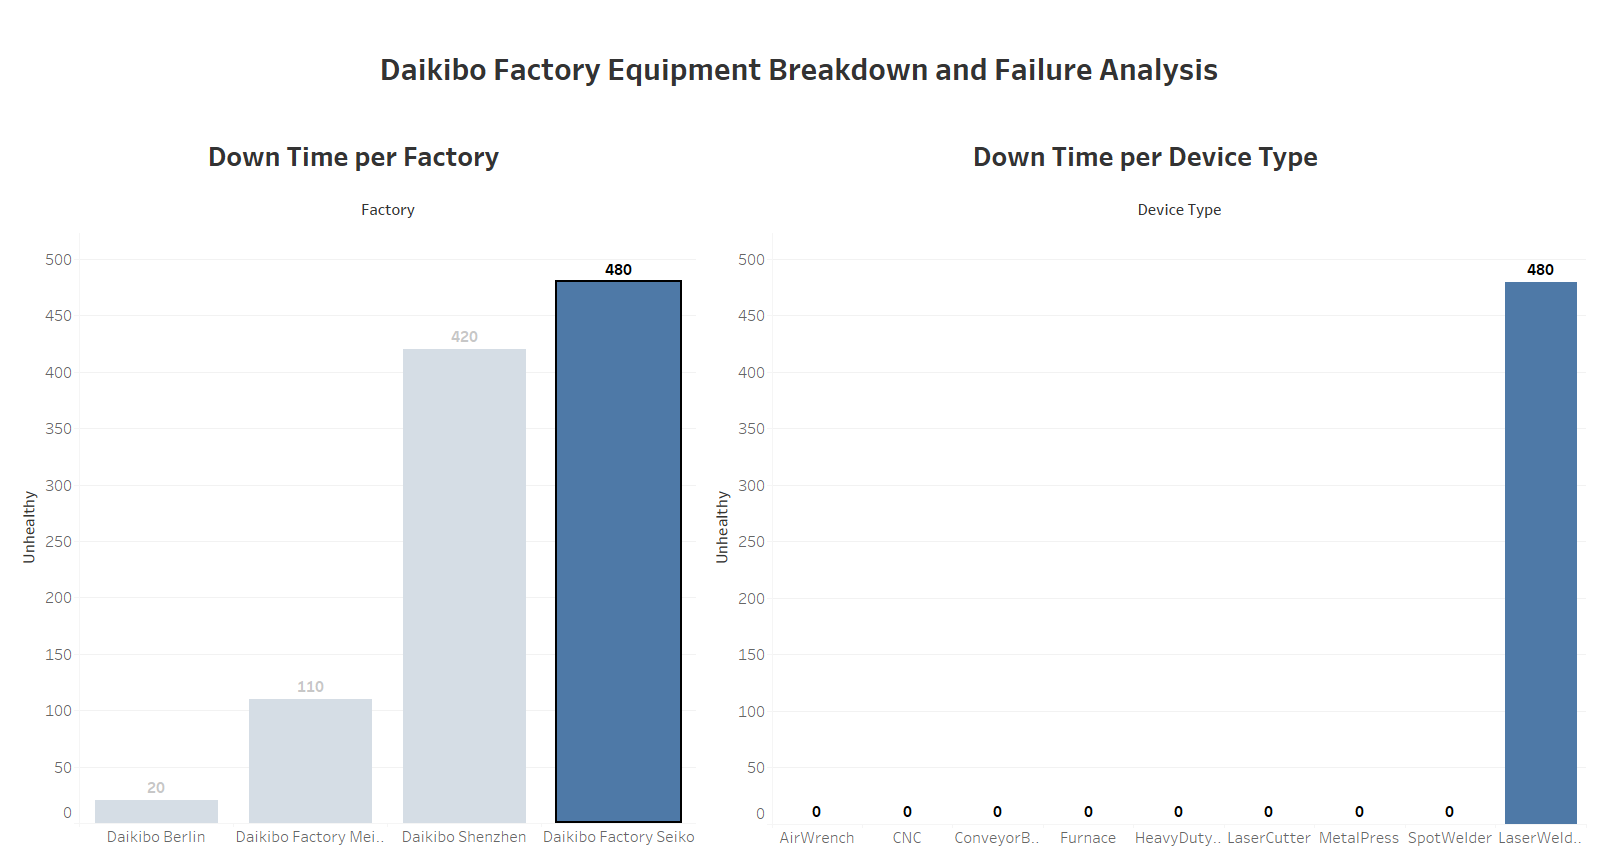 Daikibo Factory Equipment Breakdown and Failure Analysis
Down Time per Factory
Factory
Unhealthy
500
450
400
350
300
250
200
150
100
50
0
20
110
420
480
Daikibo Berlin
Daikibo Factory Mei..
Daikibo Shenzhen
Daikibo Factory Seiko
Down Time per Device Type
Device Type
Unhealthy
500
450
400
350
300
250
200
150
100
50
0
0
0
0
0
0
0
0
0
480
AirWrench
CNC
ConveyorB..
Furnace
HeavyDuty..
LaserCutter
MetalPress
SpotWelder
LaserWeld..